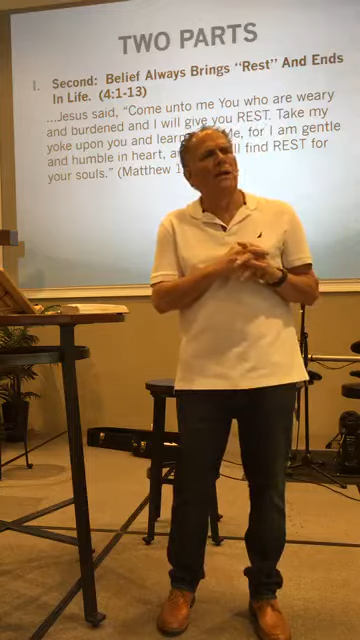 TWO PARTS
I. Second: Belief Always Brings "Rest" And Ends
In Life. (4:1-13)
...Jesus said, "Come unto me You who are weary
and burdened and I will give you REST. Take my
yoke upon you and learn Me, for I am gentle
and humble in heart, will find REST for
your souls." (Matthew